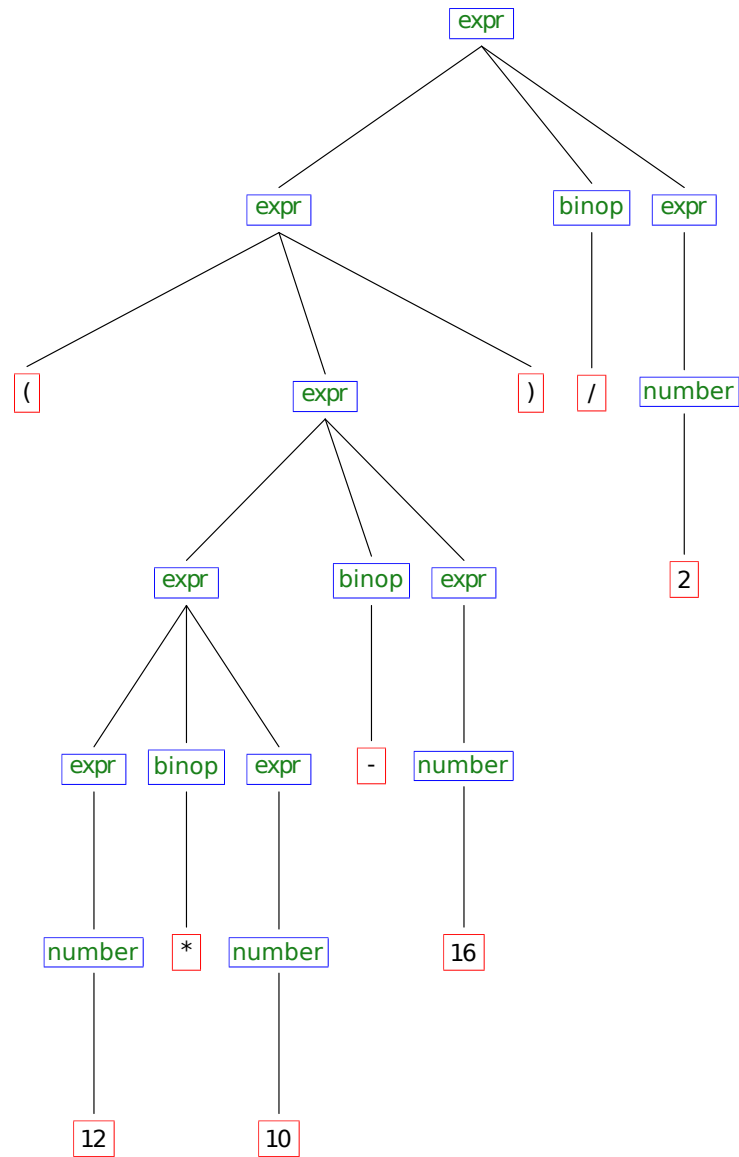 expr
expr binop expr
( expr ) / number
expr binop expr 2
expr binop expr - number
number * number 16
12 10